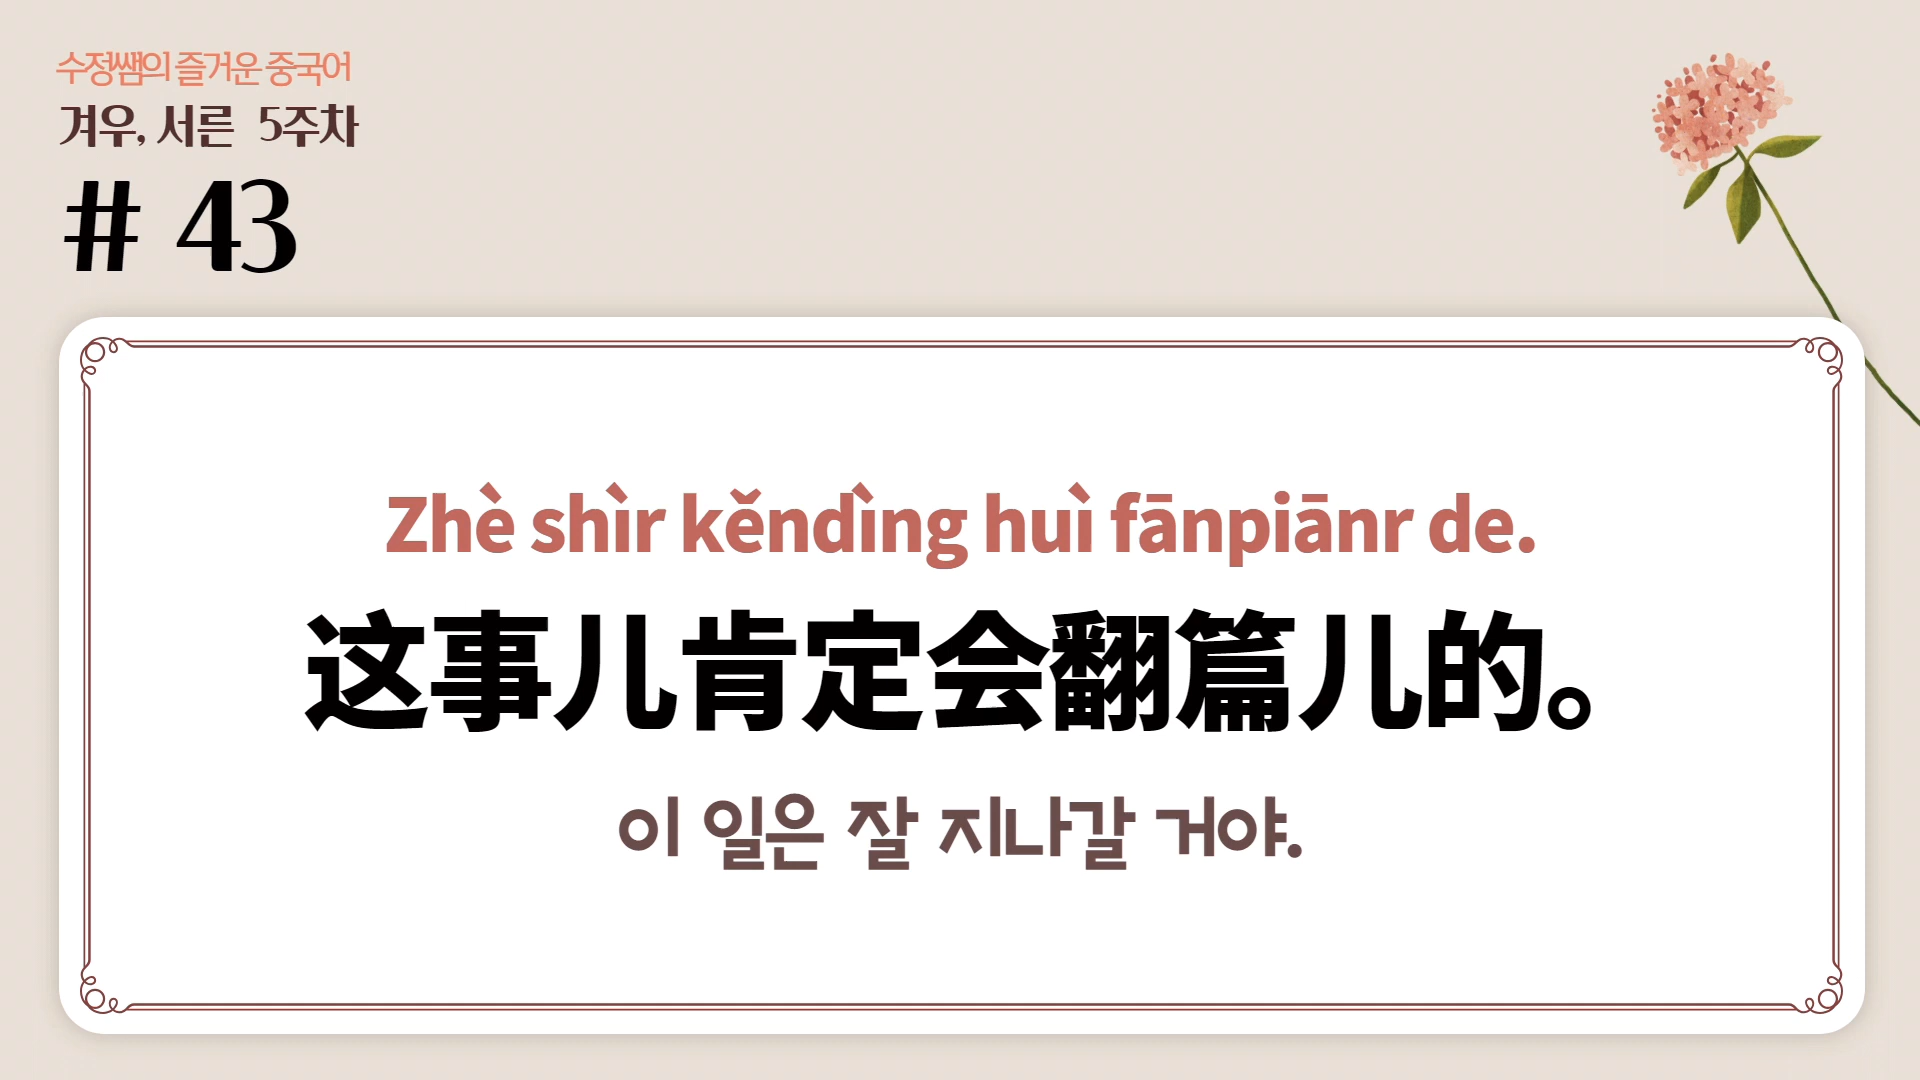 수정쌤의 즐거운 중국어
겨우, 서른 5주차
# 43
Zhè shìr kěndìng huì fānpiānr de.
这事儿肯定会翻篇儿的。
이 일은 잘 지나갈 거야.